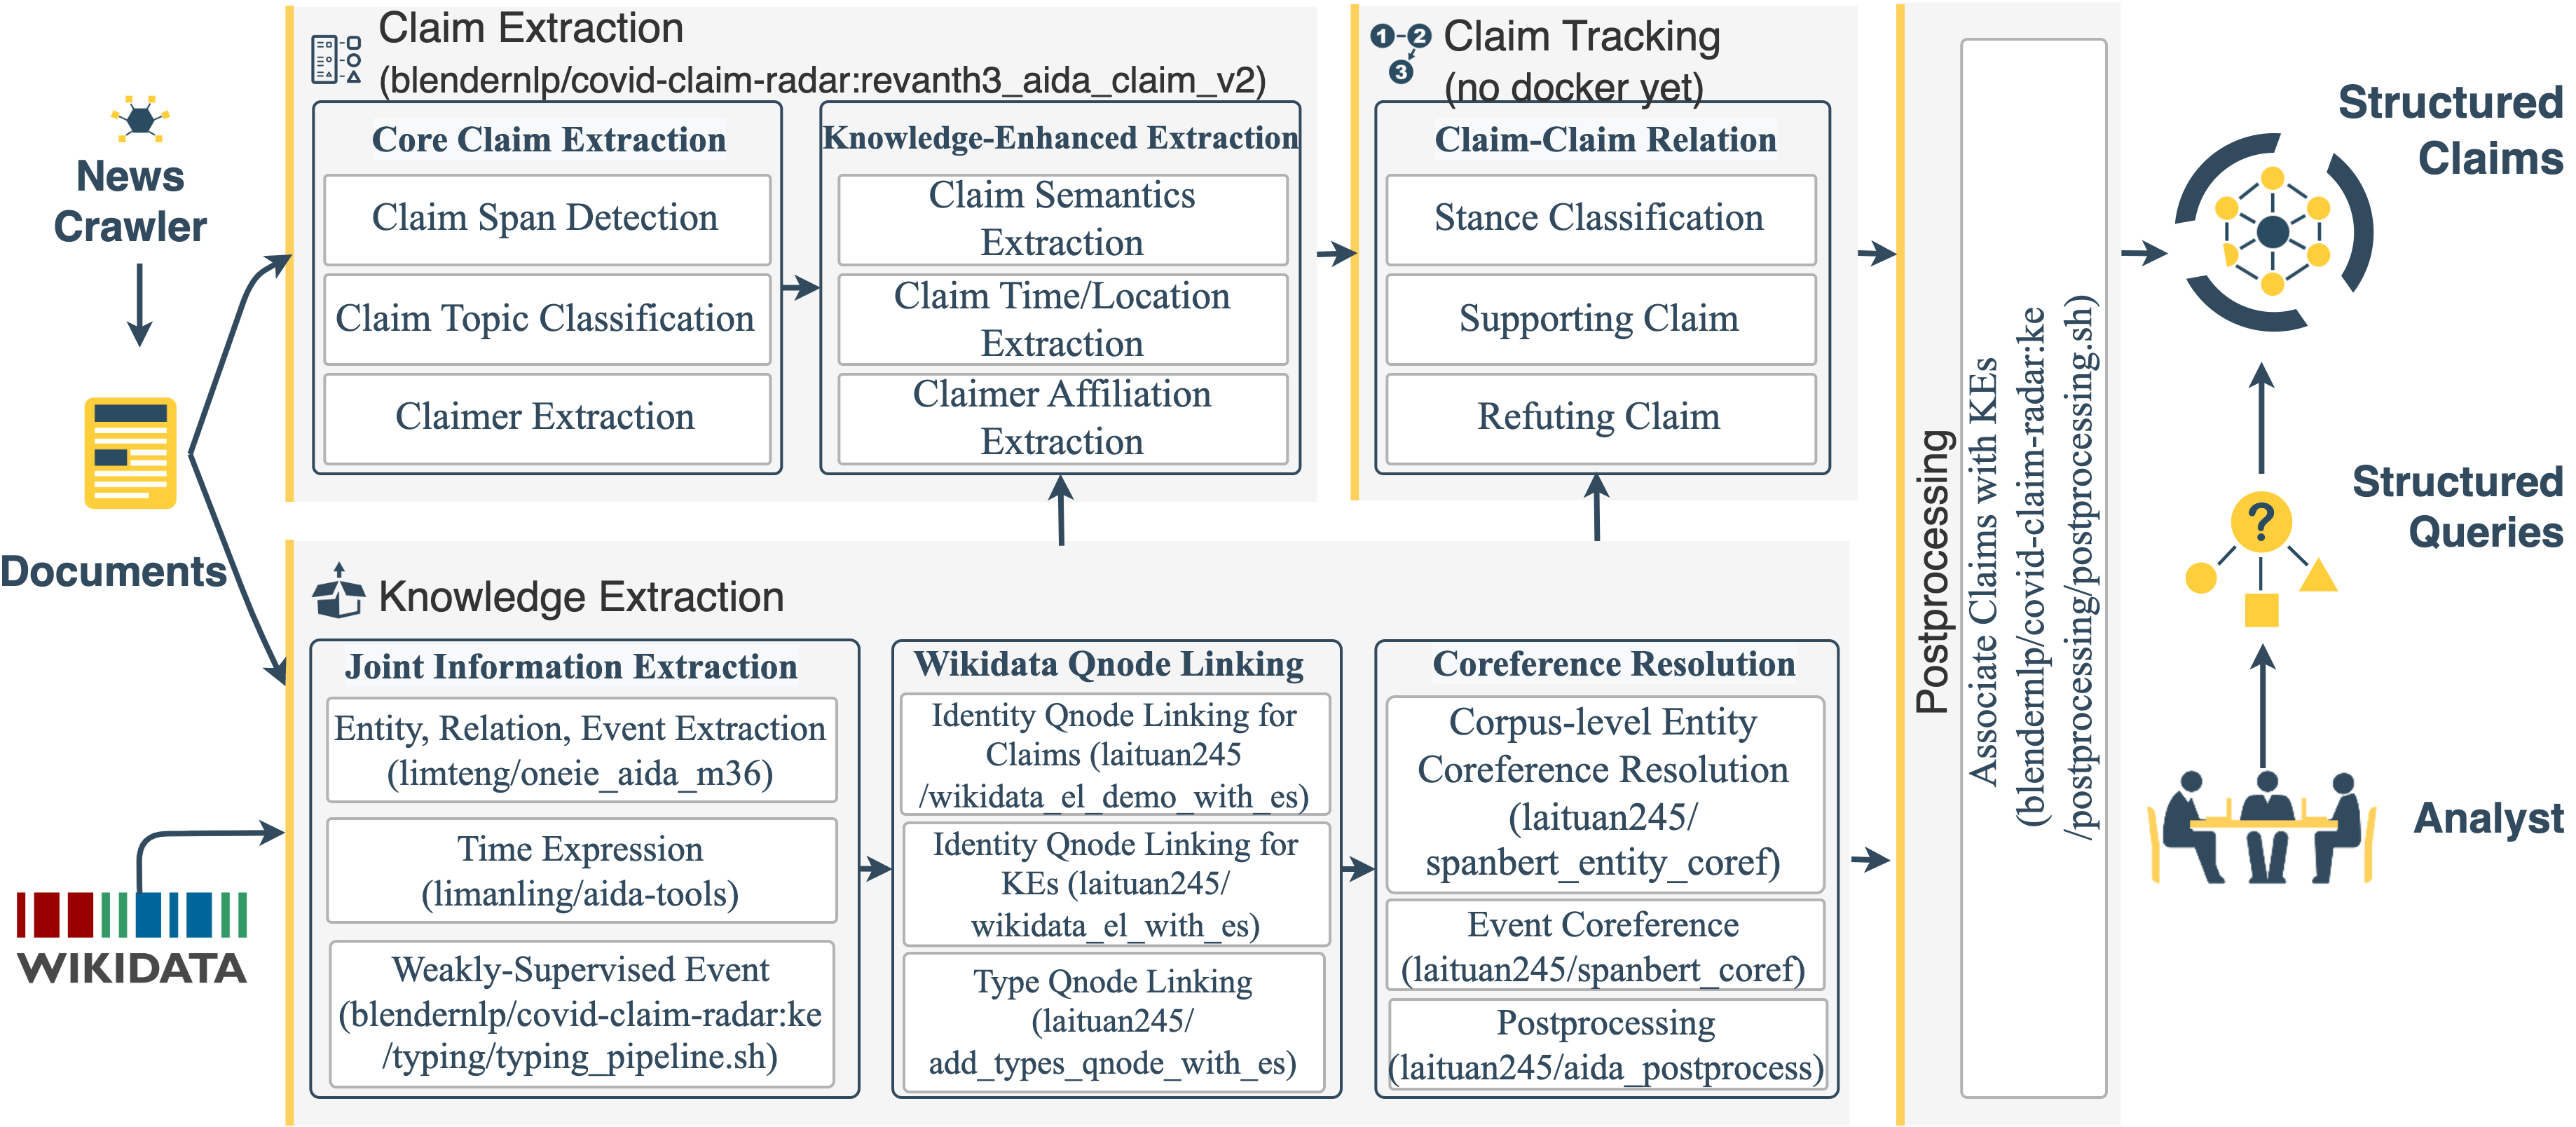 News
Crawler
Documents
WIKIDATA
Claim Extraction
(blendernlp/covid-claim-radar:revanth3_aida_claim_v2)
Core Claim Extraction
Claim Span Detection
Claim Topic Classification
Claimer Extraction
Knowledge-Enhanced Extraction
Claim Semantics
Extraction
Claim Time/Location
Extraction
Claimer Affiliation
Extraction
1
2
3
Claim Tracking
(no docker yet)
Claim-Claim Relation
Stance Classification
Supporting Claim
Refuting Claim
Knowledge Extraction
Joint Information Extraction
Entity, Relation, Event Extraction
(limteng/oneie_aida_m36)
Time Expression
(limanling/aida-tools)
Weakly-Supervised Event
(blendernlp/covid-claim-radar:ke
/typing/typing_pipeline.sh)
Wikidata Qnode Linking
Identity Qnode Linking for
Claims (laituan245
/wikidata_el_demo_with_es)
Identity Qnode Linking for
KEs (laituan245/
wikidata_el_with_es)
Type Qnode Linking
(laituan245/
add_types_qnode_with_es)
Coreference Resolution
Corpus-level Entity
Coreference Resolution
(laituan245/
spanbert_entity_coref)
Event Coreference
(laituan245/spanbert_coref)
Postprocessing
(laituan245/aida_postprocess)
Postprocessing
Associate Claims with KEs
(blendernlp/covid-claim-radar:ke
/postprocessing/postprocessing.sh)
Structured
Claims
Structured
Queries
?
Analyst